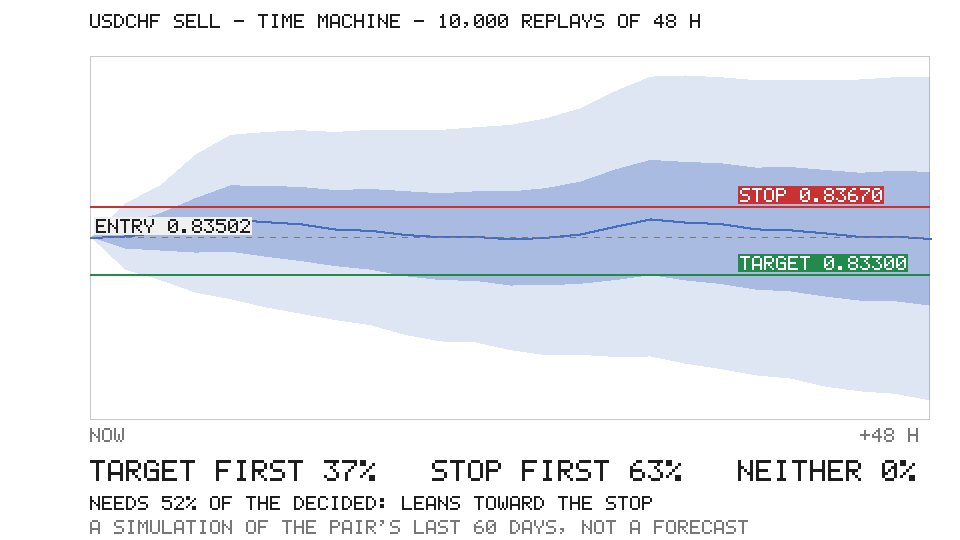 USDCHF SELL - TIME MACHINE - 10,000 REPLAYS OF 48 H
STOP 0.83670
ENTRY 0.83502
TARGET 0.83300
NOW +48 H
TARGET FIRST 37% STOP FIRST 63% NEITHER 0%
NEEDS 52% OF THE DECIDED: LEANS TOWARD THE STOP
A SIMULATION OF THE PAIR'S LAST 60 DAYS, NOT A FORECAST